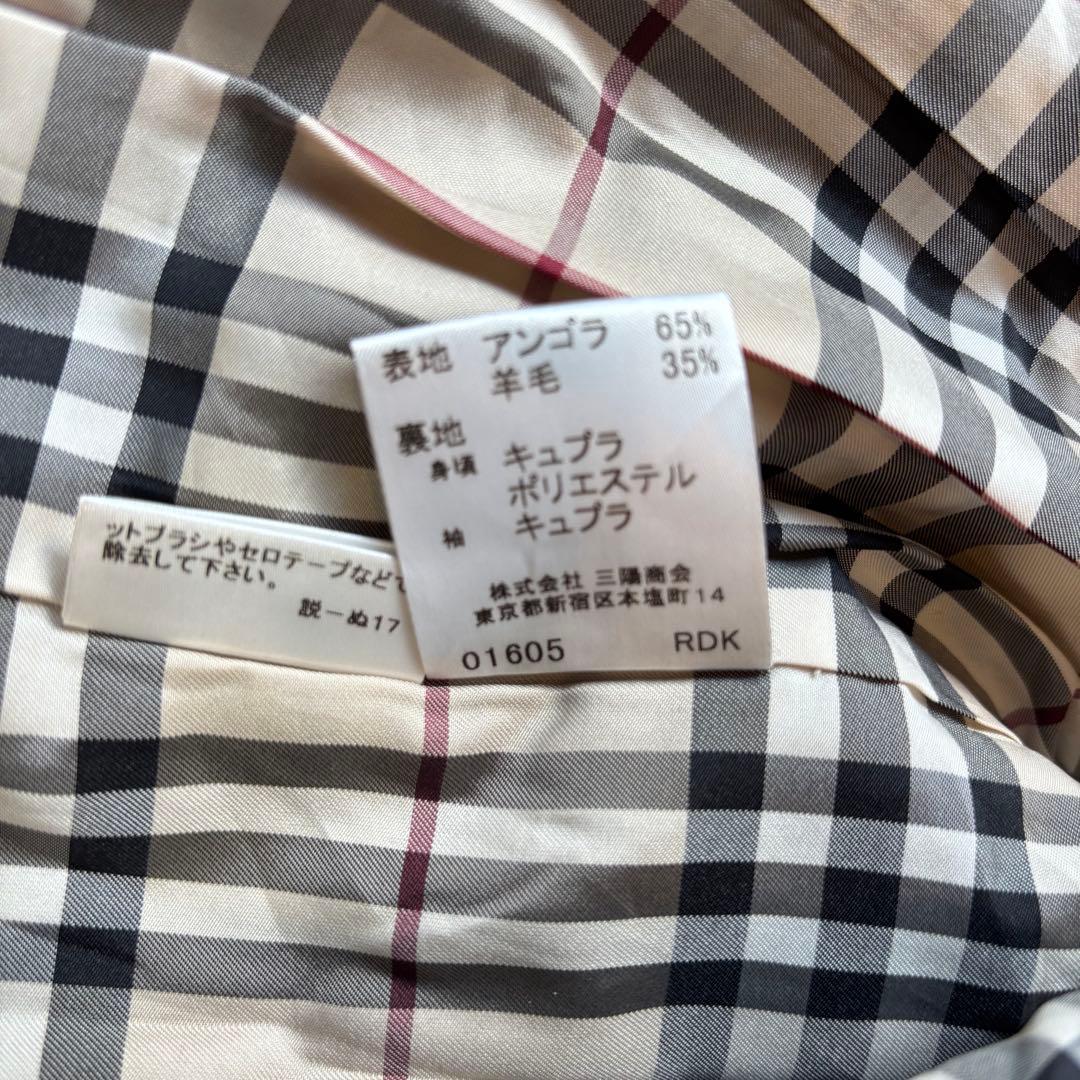 表地 アンゴラ 65%
羊毛 35%
裏地
身頃 キュプラ
ポリエステル
袖 キュプラ
株式会社 三陽商会
東京都新宿区本塩町14
01605 RDK
ットブラシやセロテープなどで
除去して下さい。
説ーぬ17